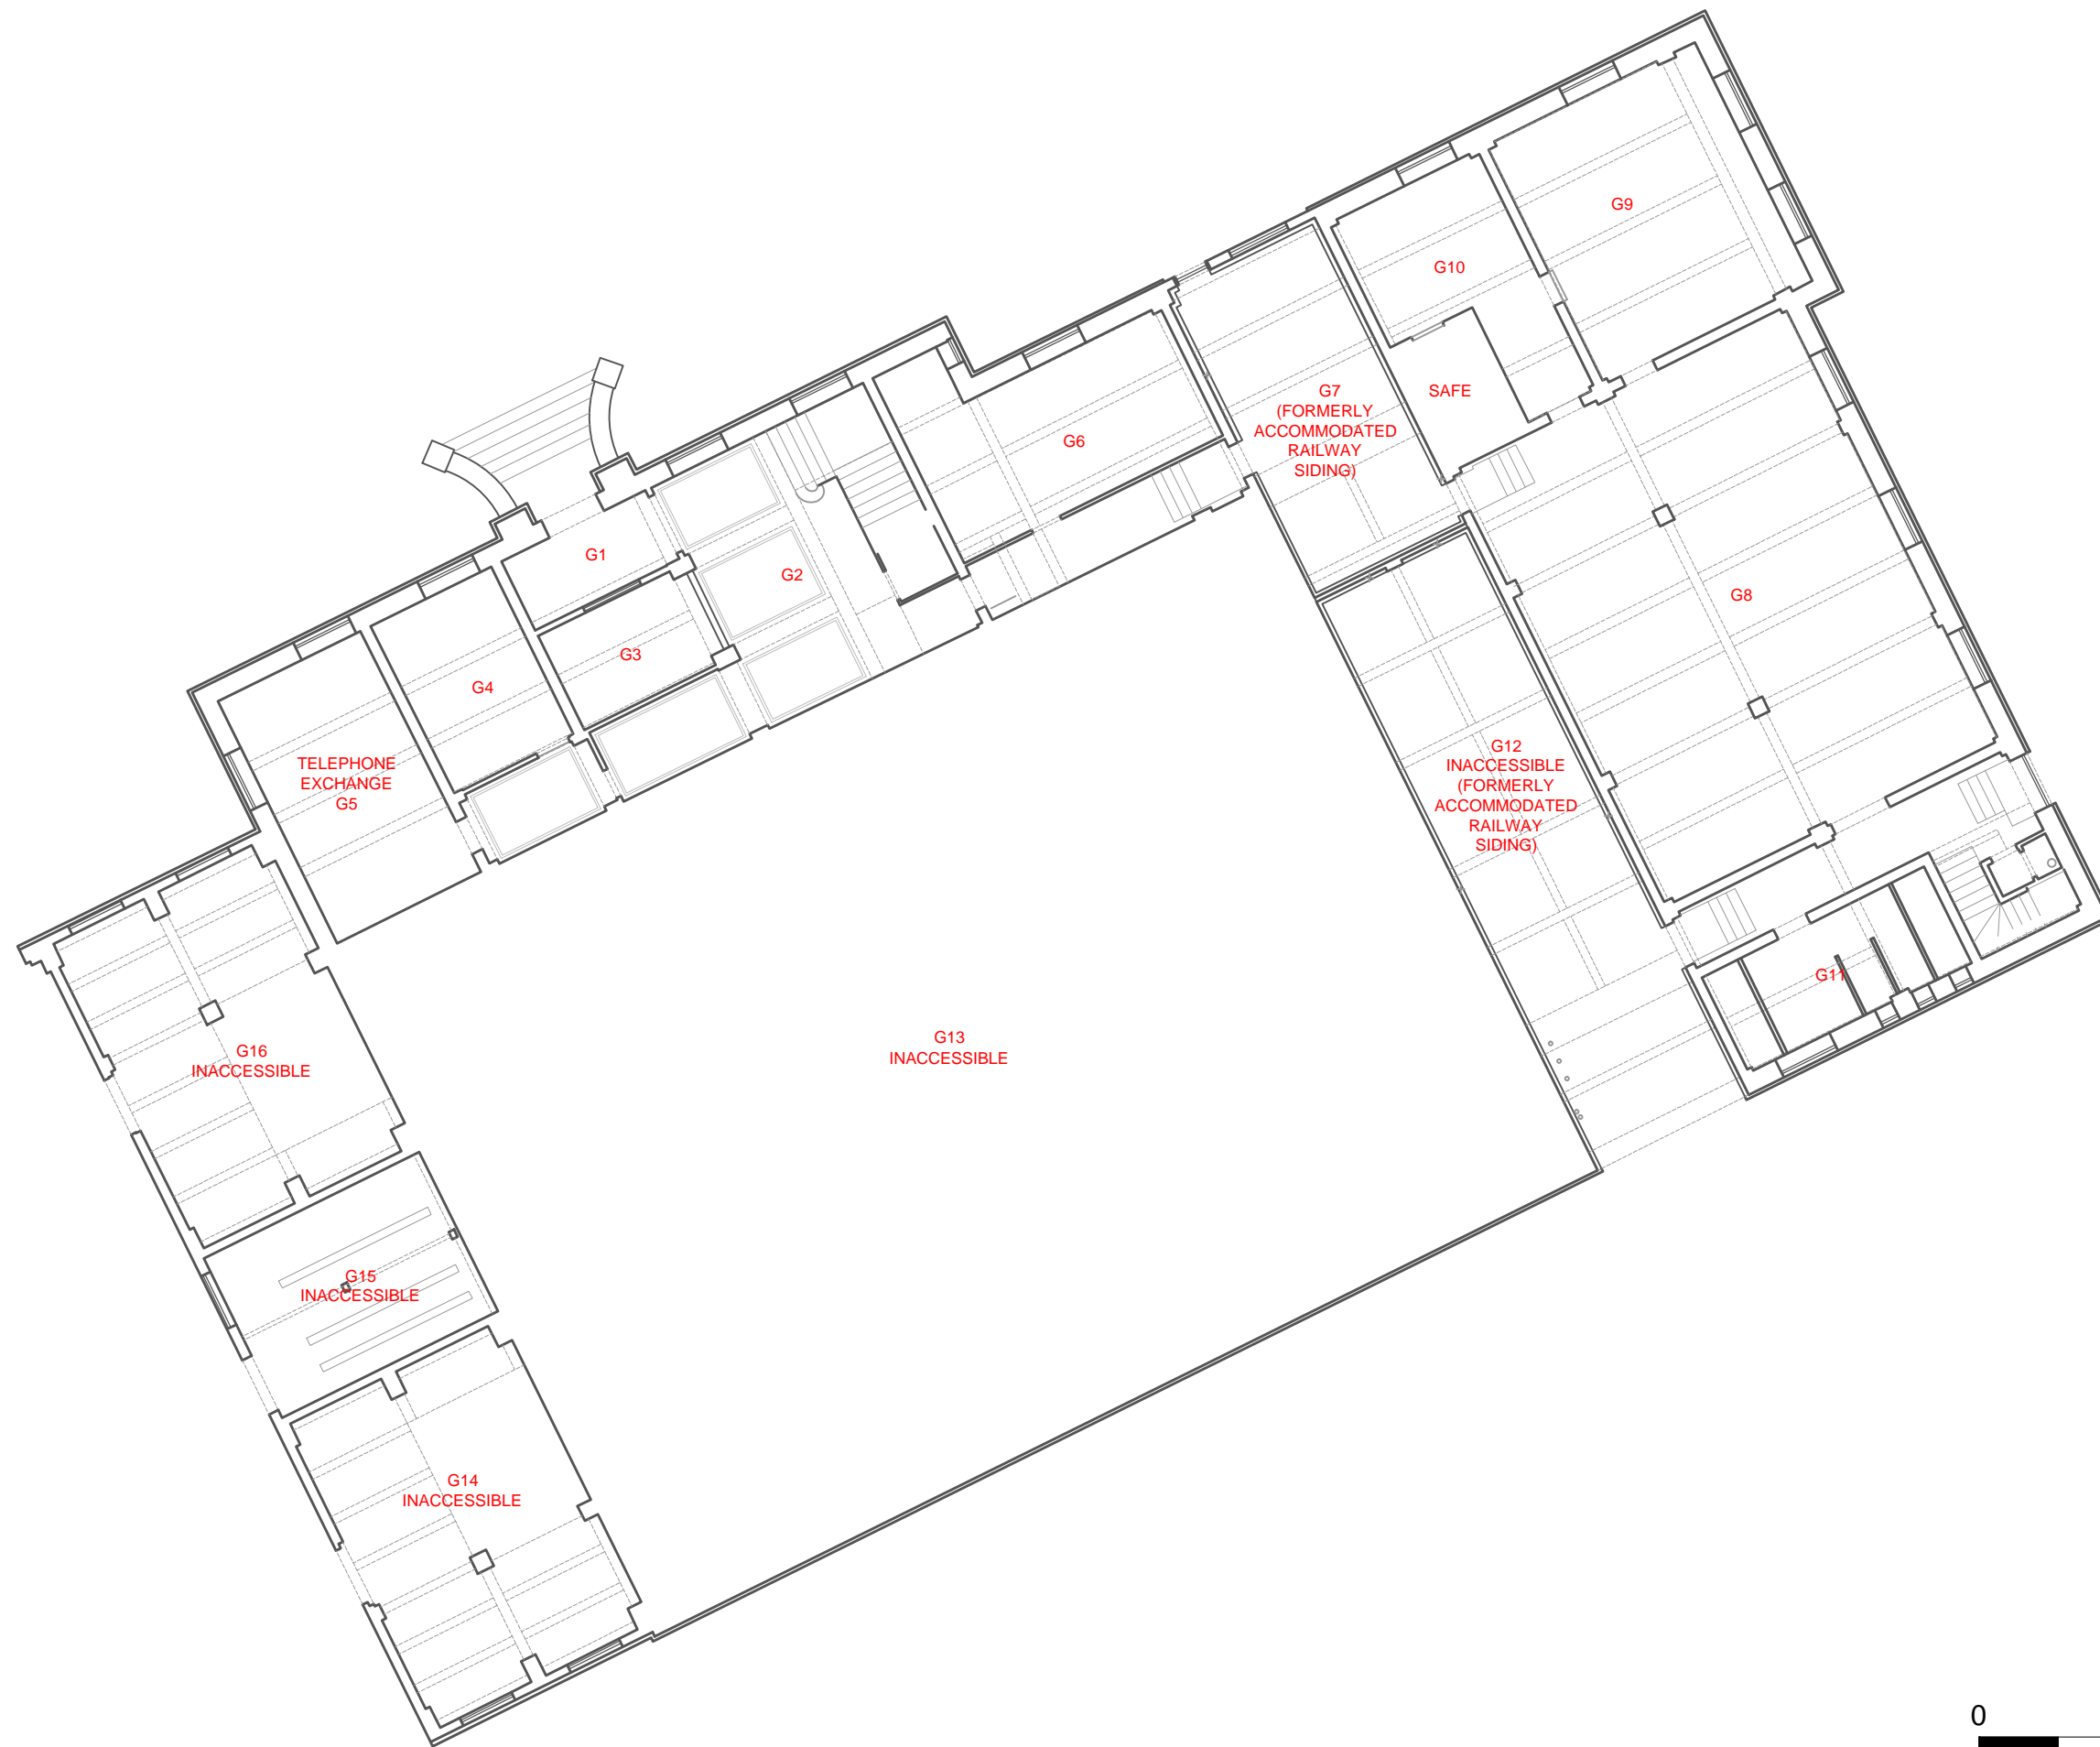 G9
G10
G7
(FORMERLY
ACCOMMODATED
RAILWAY
SIDING)
SAFE
G6
G1
G2
G8
G3
G4
TELEPHONE
EXCHANGE
G5
G12
INACCESSIBLE
(FORMERLY
ACCOMMODATED
RAILWAY
SIDING)
G11
G13
INACCESSIBLE
G16
INACCESSIBLE
G15
INACCESSIBLE
G14
INACCESSIBLE
0